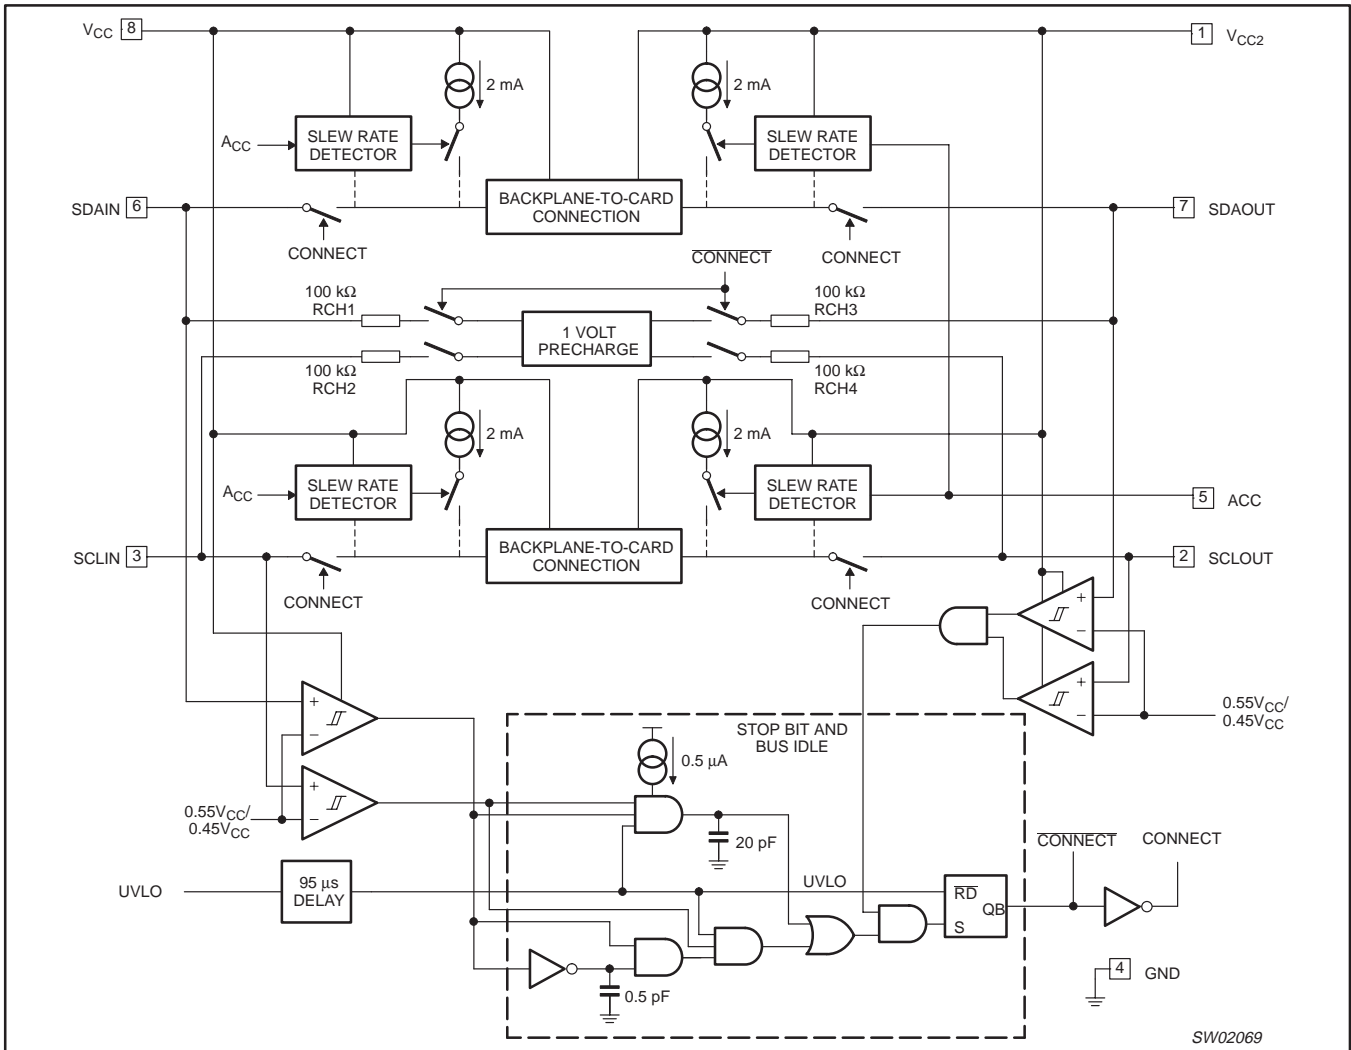 VCC 8
1 VCC2
2 mA
2 mA
ACC
SLEW RATE
DETECTOR
SLEW RATE
DETECTOR
SDAIN 6
BACKPLANE-TO-CARD
CONNECTION
7 SDAOUT
CONNECT
CONNECT
CONNECT
100 kΩ
RCH1
100 kΩ
RCH3
1 VOLT
PRECHARGE
100 kΩ
RCH2
100 kΩ
RCH4
2 mA
2 mA
ACC
SLEW RATE
DETECTOR
SLEW RATE
DETECTOR
5 ACC
SCLIN 3
BACKPLANE-TO-CARD
CONNECTION
2 SCLOUT
CONNECT
CONNECT
+
–
+
–
0.55VCC/
0.45VCC
+
–
+
–
0.55VCC/
0.45VCC
STOP BIT AND
BUS IDLE
0.5 µA
20 pF
UVLO
95 µs
DELAY
UVLO
RD
QB
S
CONNECT
CONNECT
0.5 pF
4 GND
SW02069